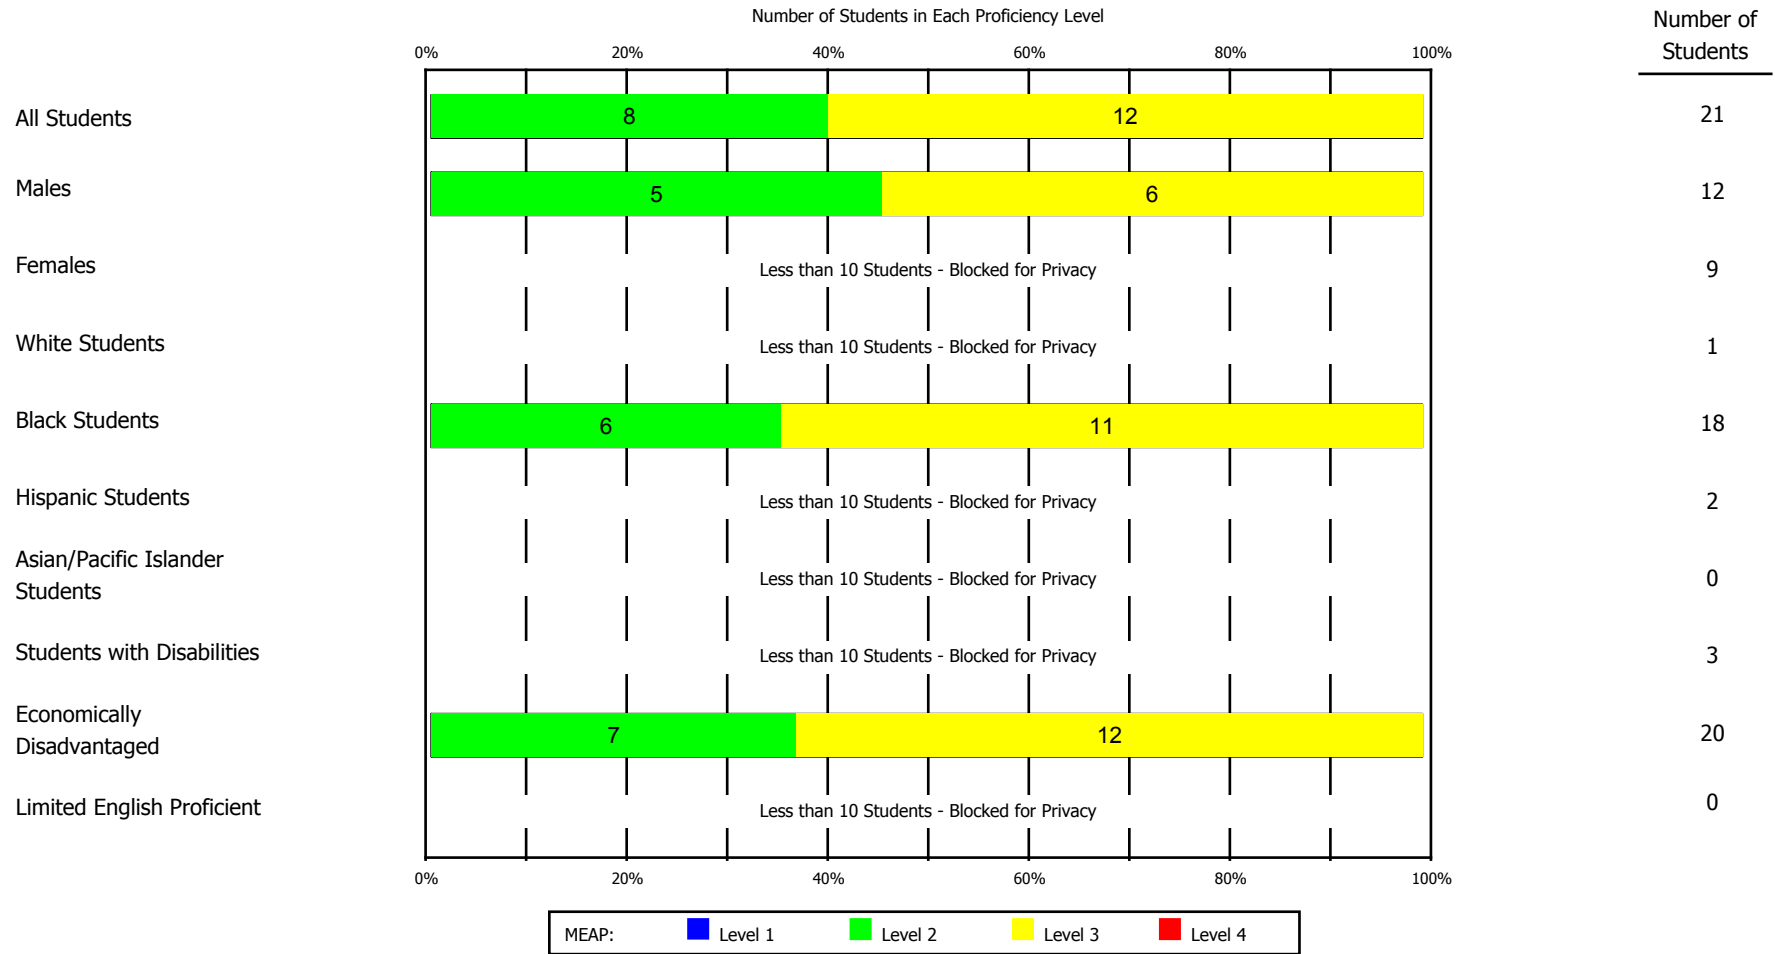 Number of Students in Each Proficiency Level
Number of
Students
0% 20% 40% 60% 80% 100%
All Students 8 12 21
Males 5 6 12
Females Less than 10 Students - Blocked for Privacy 9
White Students Less than 10 Students - Blocked for Privacy 1
Black Students 6 11 18
Hispanic Students Less than 10 Students - Blocked for Privacy 2
Asian/Pacific Islander
Students Less than 10 Students - Blocked for Privacy 0
Students with Disabilities Less than 10 Students - Blocked for Privacy 3
Economically
Disadvantaged 7 12 20
Limited English Proficient Less than 10 Students - Blocked for Privacy 0
0% 20% 40% 60% 80% 100%
MEAP: Level 1 Level 2 Level 3 Level 4